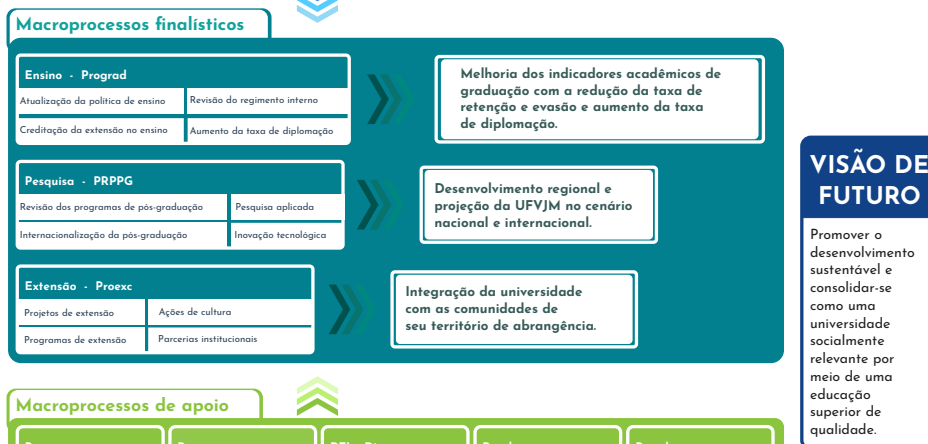 Macroprocessos finalísticos
Ensino - Prograd
Atualização da política de ensino
Revisão do regimento interno
Creditação da extensão no ensino
Aumento da taxa de diplomação
Melhoria dos indicadores acadêmicos de
graduação com a redução da taxa de
retenção e evasão e aumento da taxa
de diplomação.
Pesquisa - PRPPG
Revisão dos programas de pós-graduação
Pesquisa aplicada
Internacionalização da pós-graduação
Inovação tecnológica
Desenvolvimento regional e
projeção da UFVJM no cenário
nacional e internacional.
Extensão - Proexc
Projetos de extensão
Ações de cultura
Programas de extensão
Parcerias institucionais
Integração da universidade
com as comunidades de
seu território de abrangência.
VISÃO DE
FUTURO
Promover o
desenvolvimento
sustentável e
consolidar-se
como uma
universidade
socialmente
relevante por
meio de uma
educação
superior de
qualidade.
Macroprocessos de apoio